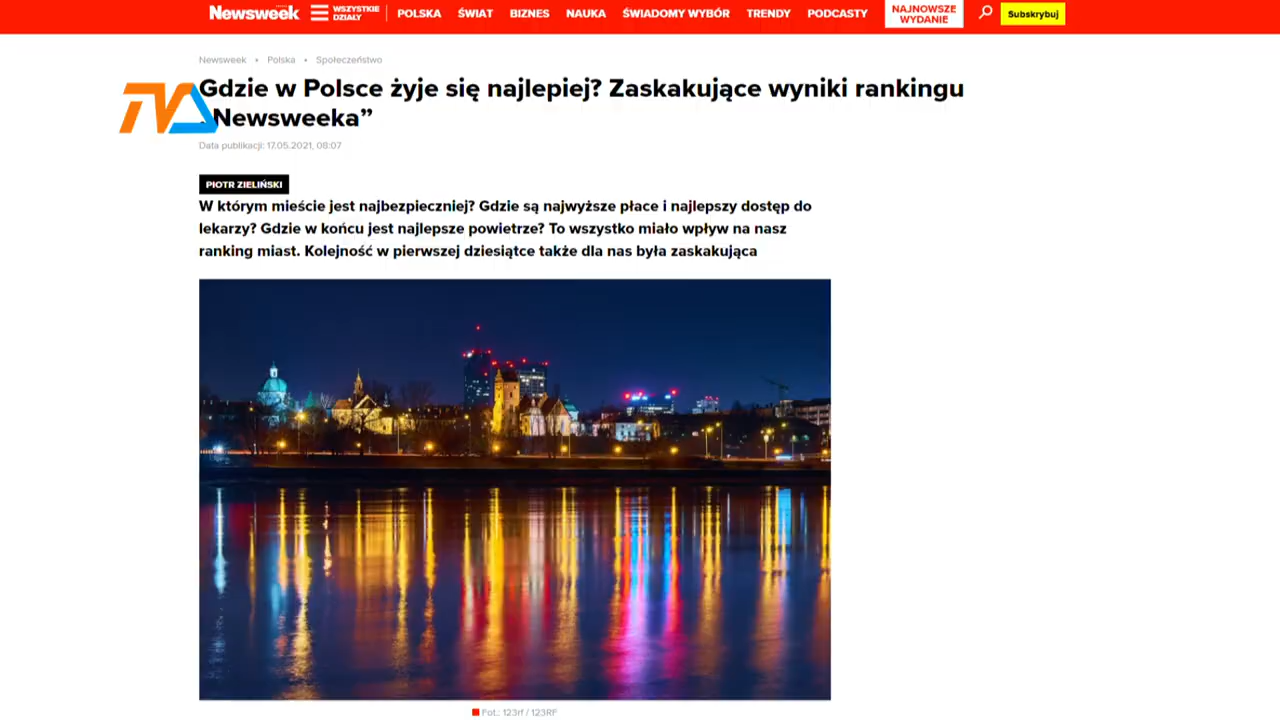 Newsweek
WSZYSTKIE
DZIAŁY
POLSKA ŚWIAT BIZNES NAUKA ŚWIADOMY WYBÓR TRENDY PODCASTY
NAJNOWSZE
WYDANIE
Subskrybuj
Newsweek • Polska • Społeczeństwo
TVA
Gdzie w Polsce żyje się najlepiej? Zaskakujące wyniki rankingu
„Newsweeka”
Data publikacji: 17.05.2021, 08:07
PIOTR ZIELIŃSKI
W którym mieście jest najbezpieczniej? Gdzie są najwyższe płace i najlepszy dostęp do
lekarzy? Gdzie w końcu jest najlepsze powietrze? To wszystko miało wpływ na nasz
ranking miast. Kolejność w pierwszej dziesiątce także dla nas była zaskakująca
Fot.: 123rf / 123RF